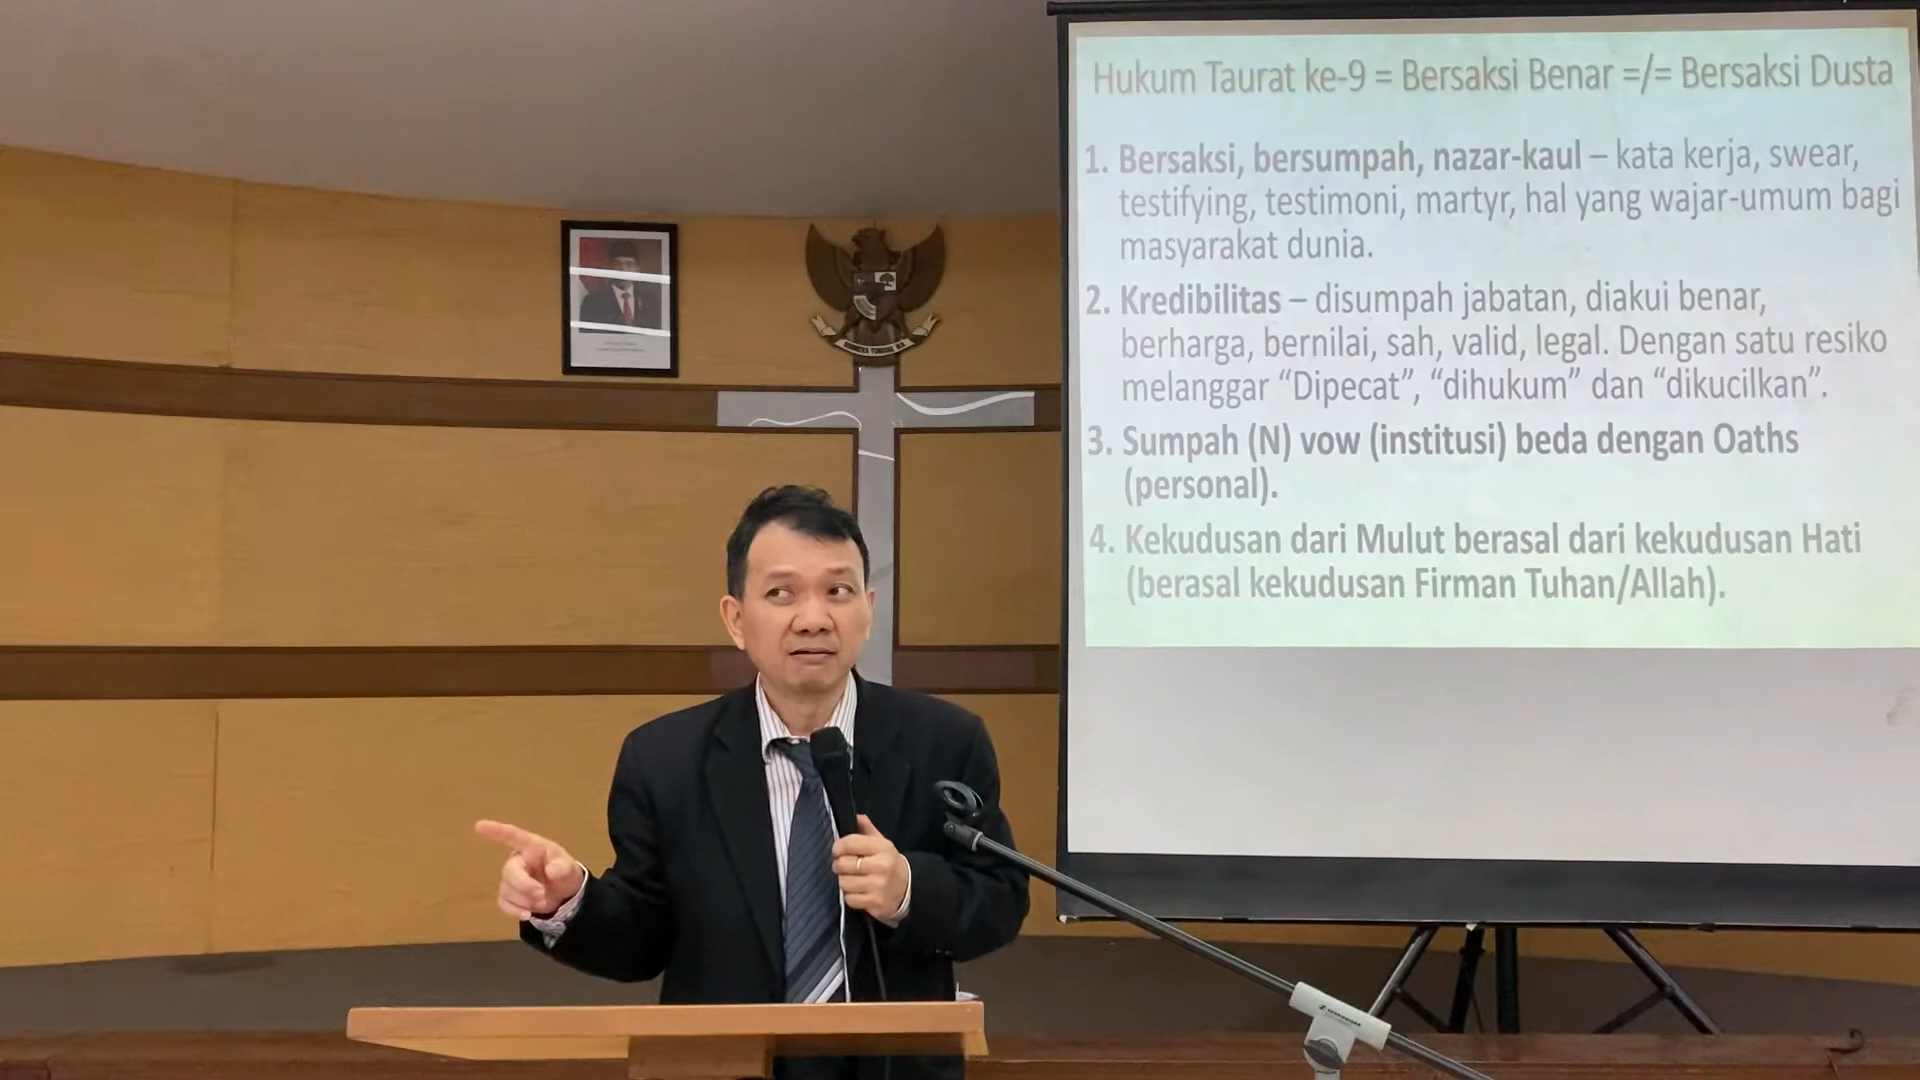 Hukum Taurat ke-9 = Bersaksi Benar =/= Bersaksi Dusta
1. Bersaksi, bersumpah, nazar-kaul – kata kerja, swear,
testifying, testimoni, martyr, hal yang wajar-umum bagi
masyarakat dunia.
2. Kredibilitas – disumpah jabatan, diakui benar,
berharga, bernilai, sah, valid, legal. Dengan satu resiko
melanggar “Dipecat”, “dihukum” dan “dikucilkan”.
3. Sumpah (N) vow (institusi) beda dengan Oaths
(personal).
4. Kekudusan dari Mulut berasal dari kekudusan Hati
(berasal kekudusan Firman Tuhan/Allah).